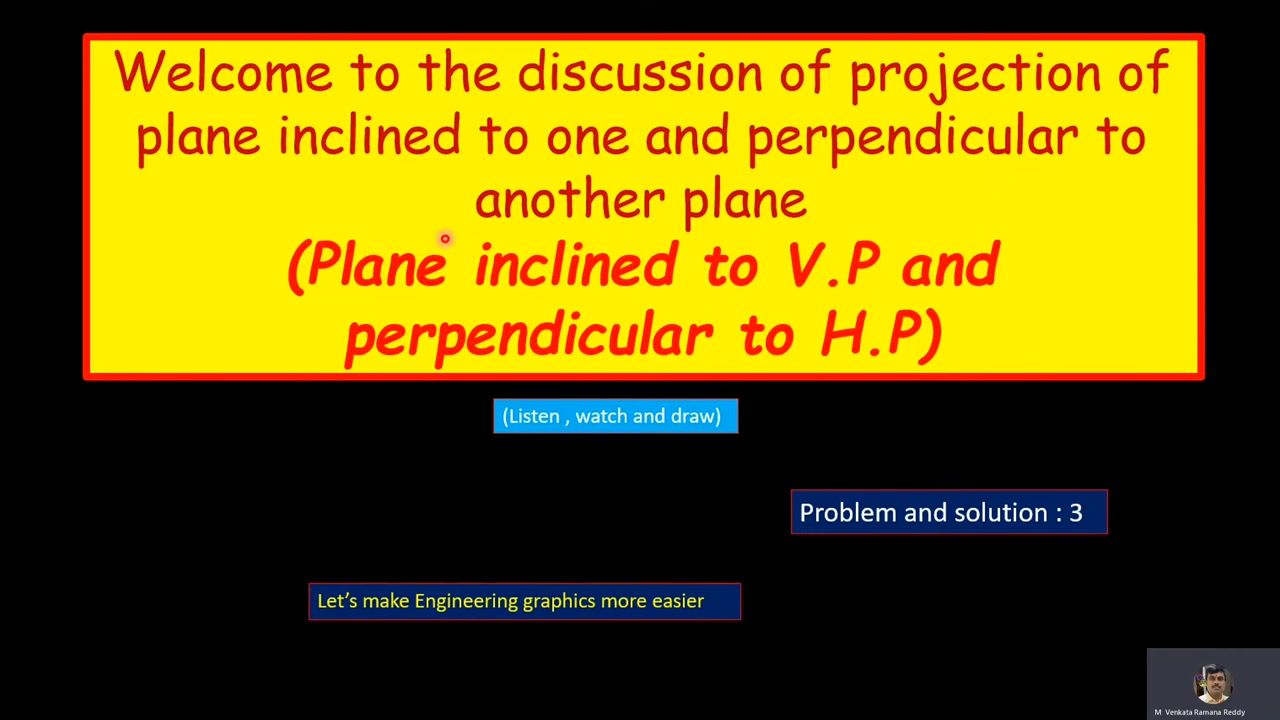 Welcome to the discussion of projection of
plane inclined to one and perpendicular to
another plane
(Plane inclined to V.P and
perpendicular to H.P)
(Listen , watch and draw)
Problem and solution : 3
Let's make Engineering graphics more easier
M Venkata Ramana Reddy